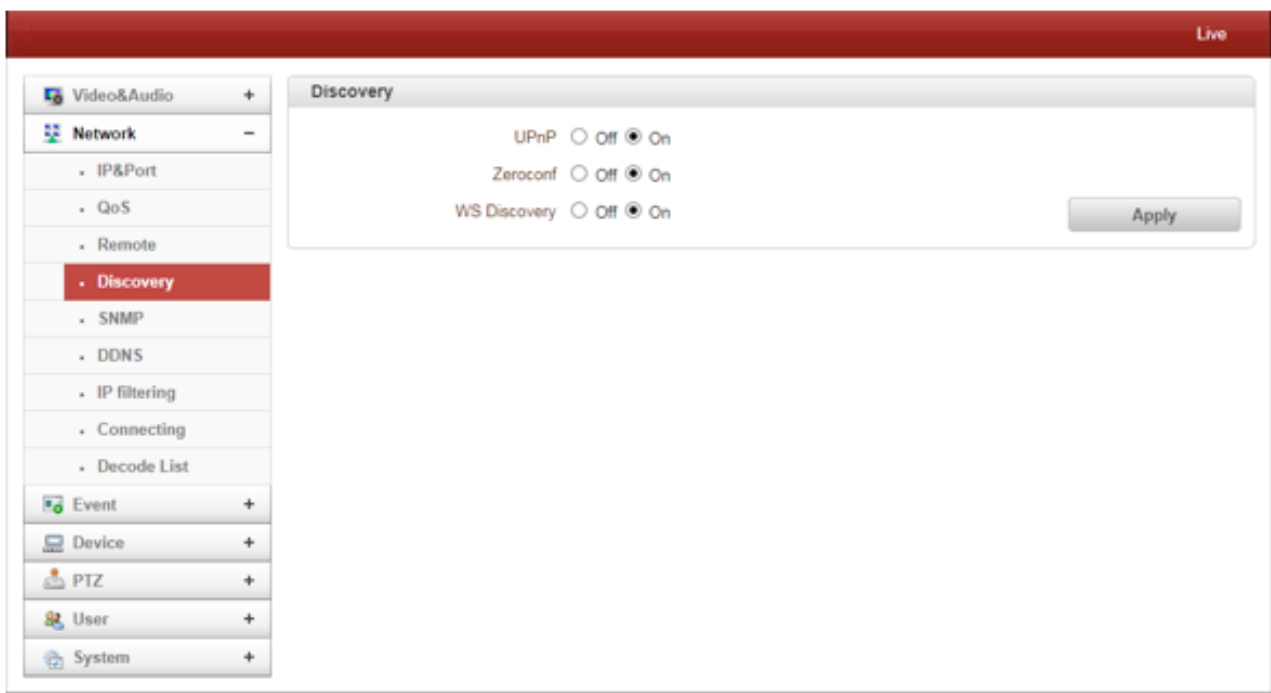 Live
Video&Audio +
Network −
IP&Port
QoS
Remote
Discovery
SNMP
DDNS
IP filtering
Connecting
Decode List
Event +
Device +
PTZ +
User +
System +
Discovery
UPnP Off On
Zeroconf Off On
WS Discovery Off On
Apply